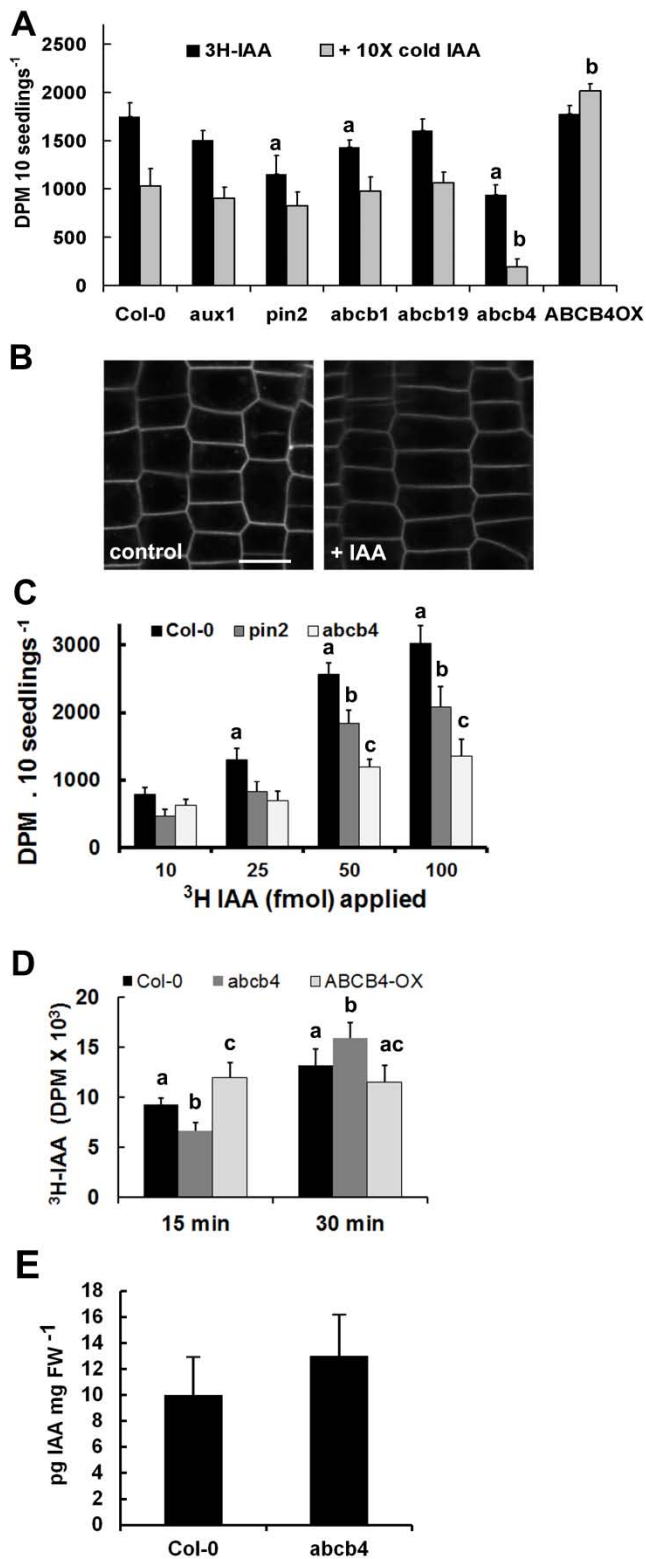 A
3H-IAA + 10X cold IAA
DPM 10 seedlings-1
2500
2000
1500
1000
500
0
a
a
a
b
b
Col-0 aux1 pin2 abcb1 abcb19 abcb4 ABCB4OX
B
control
+ IAA
C
Col-0 pin2 abcb4
DPM . 10 seedlings-1
3000
2000
1000
0
a
a
b
c
a
b
c
10 25 50 100
3H IAA (fmol) applied
D
Col-0 abcb4 ABCB4-OX
3H-IAA (DPM X 103)
20
15
10
5
0
a
b
c
a
b
ac
15 min 30 min
E
pg IAA mg FW -1
18
16
14
12
10
8
6
4
2
0
Col-0 abcb4